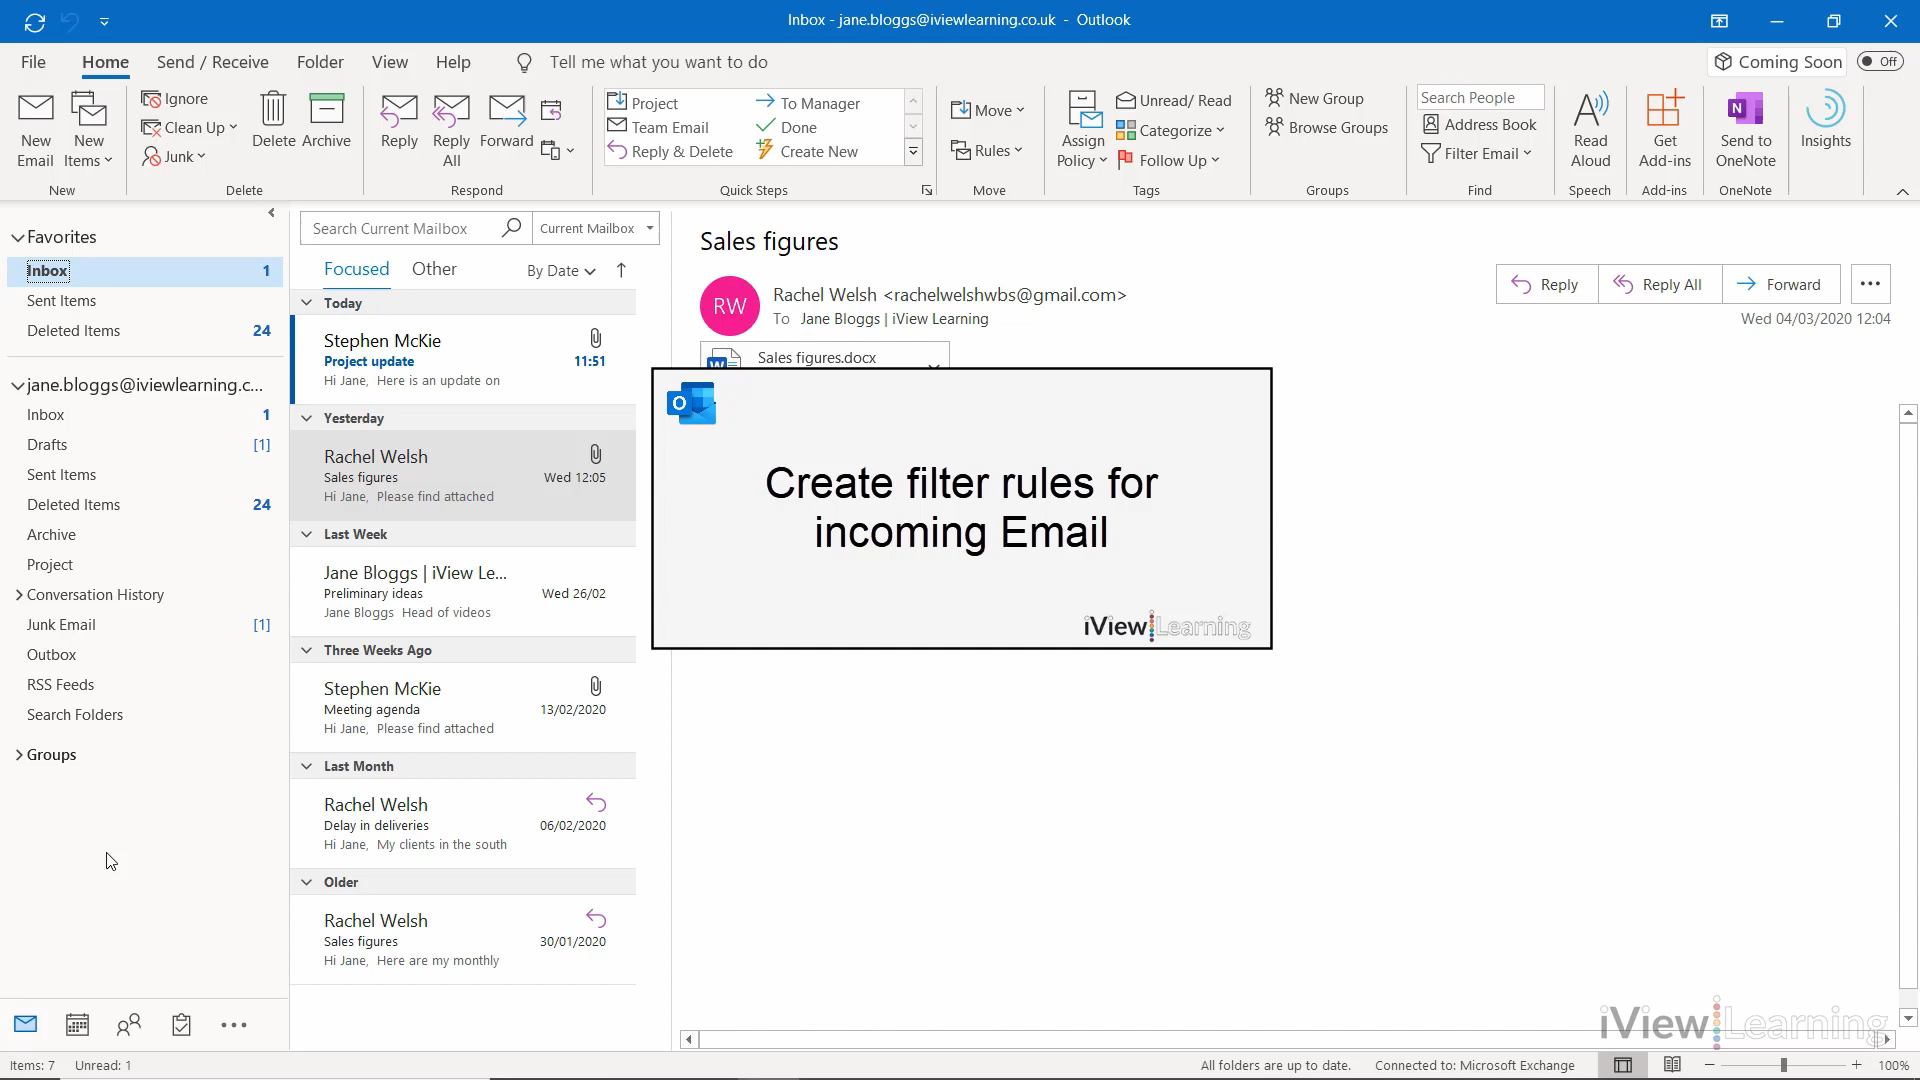 Inbox - jane.bloggs@iviewlearning.co.uk - Outlook
File Home Send / Receive Folder View Help Tell me what you want to do Coming Soon Off
New Email
New Items
New
Ignore
Clean Up
Junk
Delete
Archive
Delete
Reply
Reply All
Forward
Respond
Project
Team Email
Reply & Delete
To Manager
Done
Create New
Quick Steps
Move
Rules
Move
Assign Policy
Unread/ Read
Categorize
Follow Up
Tags
New Group
Browse Groups
Groups
Search People
Address Book
Filter Email
Find
Read Aloud
Speech
Get Add-ins
Add-ins
Send to OneNote
OneNote
Insights
Favorites
Inbox 1
Sent Items
Deleted Items 24
jane.bloggs@iviewlearning.c...
Inbox 1
Drafts [1]
Sent Items
Deleted Items 24
Archive
Project
Conversation History
Junk Email [1]
Outbox
RSS Feeds
Search Folders
Groups
Search Current Mailbox Current Mailbox
Focused Other By Date
Today
Stephen McKie
Project update 11:51
Hi Jane, Here is an update on
Yesterday
Rachel Welsh
Sales figures Wed 12:05
Hi Jane, Please find attached
Last Week
Jane Bloggs | iView Le...
Preliminary ideas Wed 26/02
Jane Bloggs Head of videos
Three Weeks Ago
Stephen McKie
Meeting agenda 13/02/2020
Hi Jane, Please find attached
Last Month
Rachel Welsh
Delay in deliveries 06/02/2020
Hi Jane, My clients in the south
Older
Rachel Welsh
Sales figures 30/01/2020
Hi Jane, Here are my monthly
Sales figures
RW
Rachel Welsh <rachelwelshwbs@gmail.com>
To Jane Bloggs | iView Learning
Reply Reply All Forward
Wed 04/03/2020 12:04
Sales figures.docx
Create filter rules for
incoming Email
iView Learning
iView Learning
Items: 7 Unread: 1 All folders are up to date. Connected to: Microsoft Exchange 100%